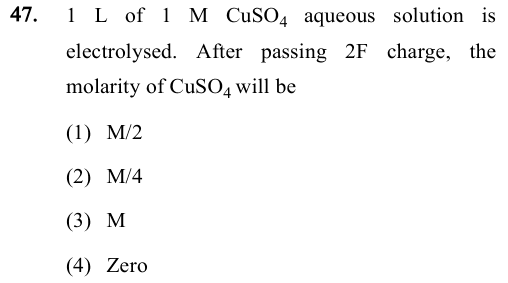 47. 1 L of 1 M CuSO₄ aqueous solution is
electrolysed. After passing 2F charge, the
molarity of CuSO₄ will be
(1) M/2
(2) M/4
(3) M
(4) Zero